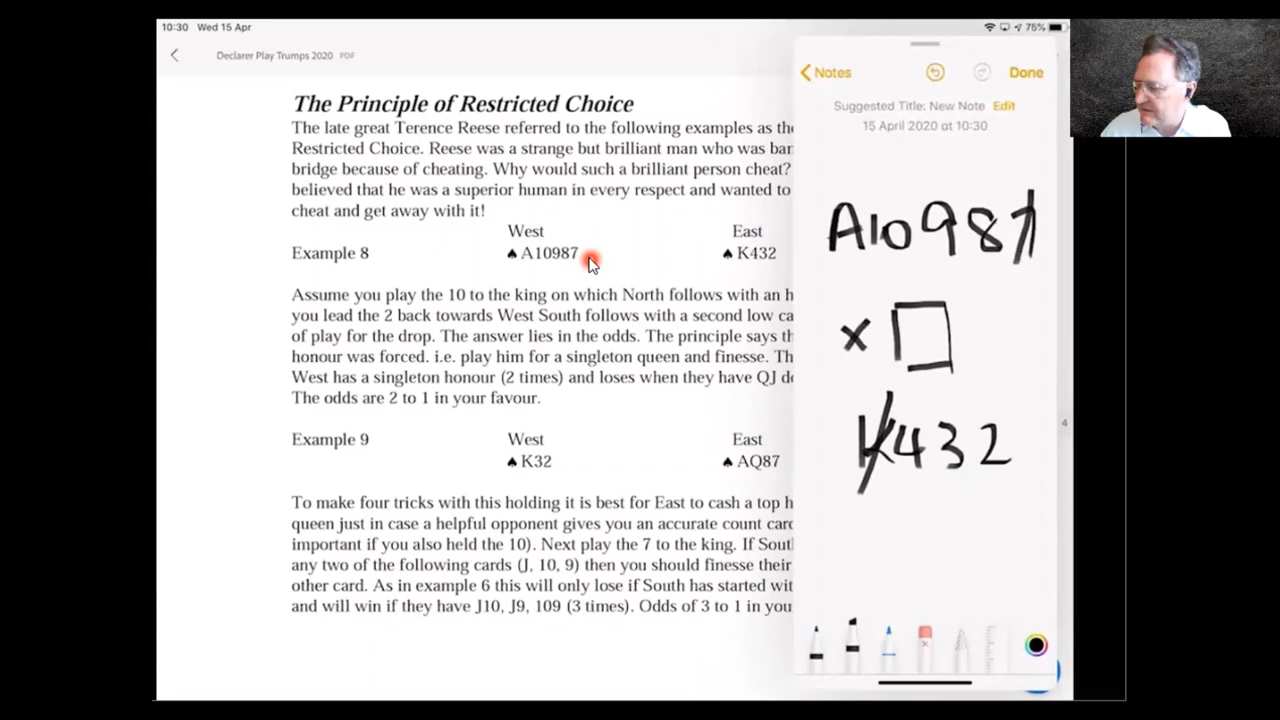 10:30 Wed 15 Apr
75%
Declarer Play Trumps 2020 PDF
The Principle of Restricted Choice
The late great Terence Reese referred to the following examples as the
Restricted Choice. Reese was a strange but brilliant man who was ban
bridge because of cheating. Why would such a brilliant person cheat?
believed that he was a superior human in every respect and wanted to
cheat and get away with it!
West East
Example 8 ♠ A10987 ♠ K432
Assume you play the 10 to the king on which North follows with an h
you lead the 2 back towards West South follows with a second low ca
of play for the drop. The answer lies in the odds. The principle says th
honour was forced. i.e. play him for a singleton queen and finesse. Th
West has a singleton honour (2 times) and loses when they have QJ d
The odds are 2 to 1 in your favour.
Example 9 West East
♠ K32 ♠ AQ87
To make four tricks with this holding it is best for East to cash a top h
queen just in case a helpful opponent gives you an accurate count card
important if you also held the 10). Next play the 7 to the king. If Sout
any two of the following cards (J, 10, 9) then you should finesse their
other card. As in example 6 this will only lose if South has started wit
and will win if they have J10, J9, 109 (3 times). Odds of 3 to 1 in you
4
Notes
Done
Suggested Title: New Note Edit
15 April 2020 at 10:30
A10987
x
K432